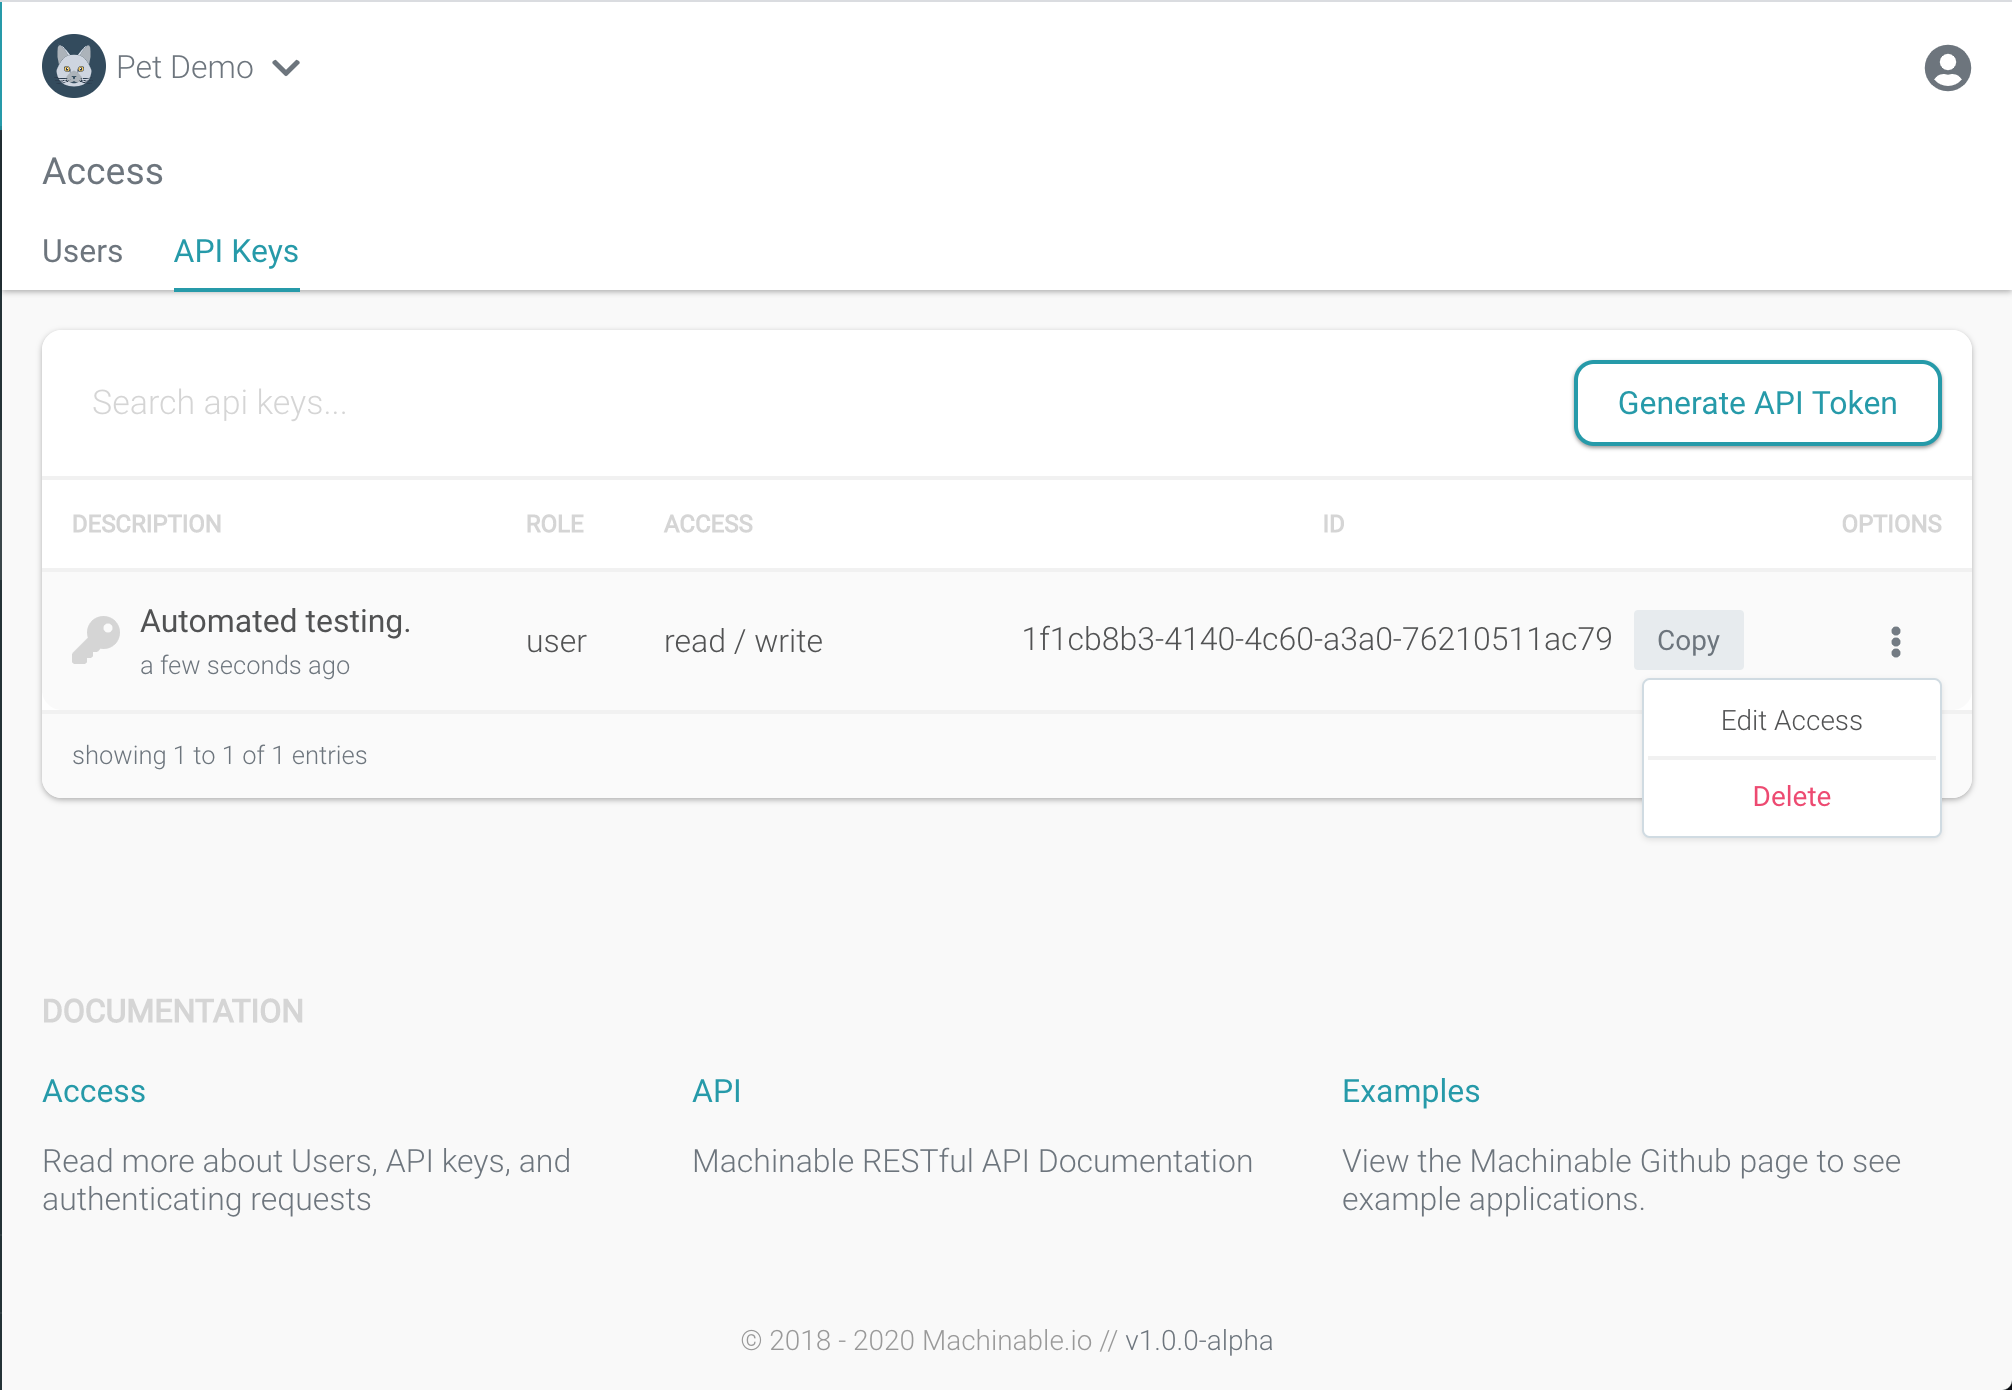 Pet Demo
Access
Users API Keys
Search api keys...
Generate API Token
DESCRIPTION ROLE ACCESS ID OPTIONS
Automated testing.
a few seconds ago
user read / write 1f1cb8b3-4140-4c60-a3a0-76210511ac79 Copy
Edit Access
Delete
showing 1 to 1 of 1 entries
DOCUMENTATION
Access
Read more about Users, API keys, and
authenticating requests
API
Machinable RESTful API Documentation
Examples
View the Machinable Github page to see
example applications.
© 2018 - 2020 Machinable.io // v1.0.0-alpha